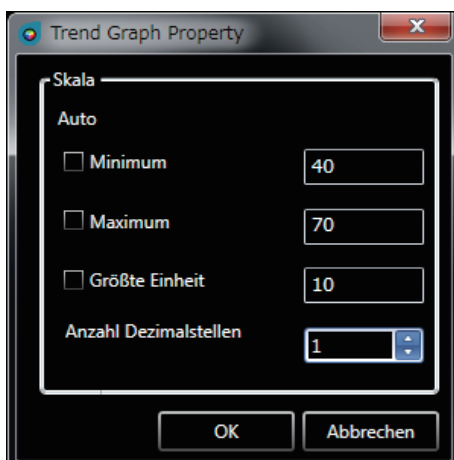 Trend Graph Property
Skala
Auto
Minimum 40
Maximum 70
Größte Einheit 10
Anzahl Dezimalstellen 1
OK Abbrechen